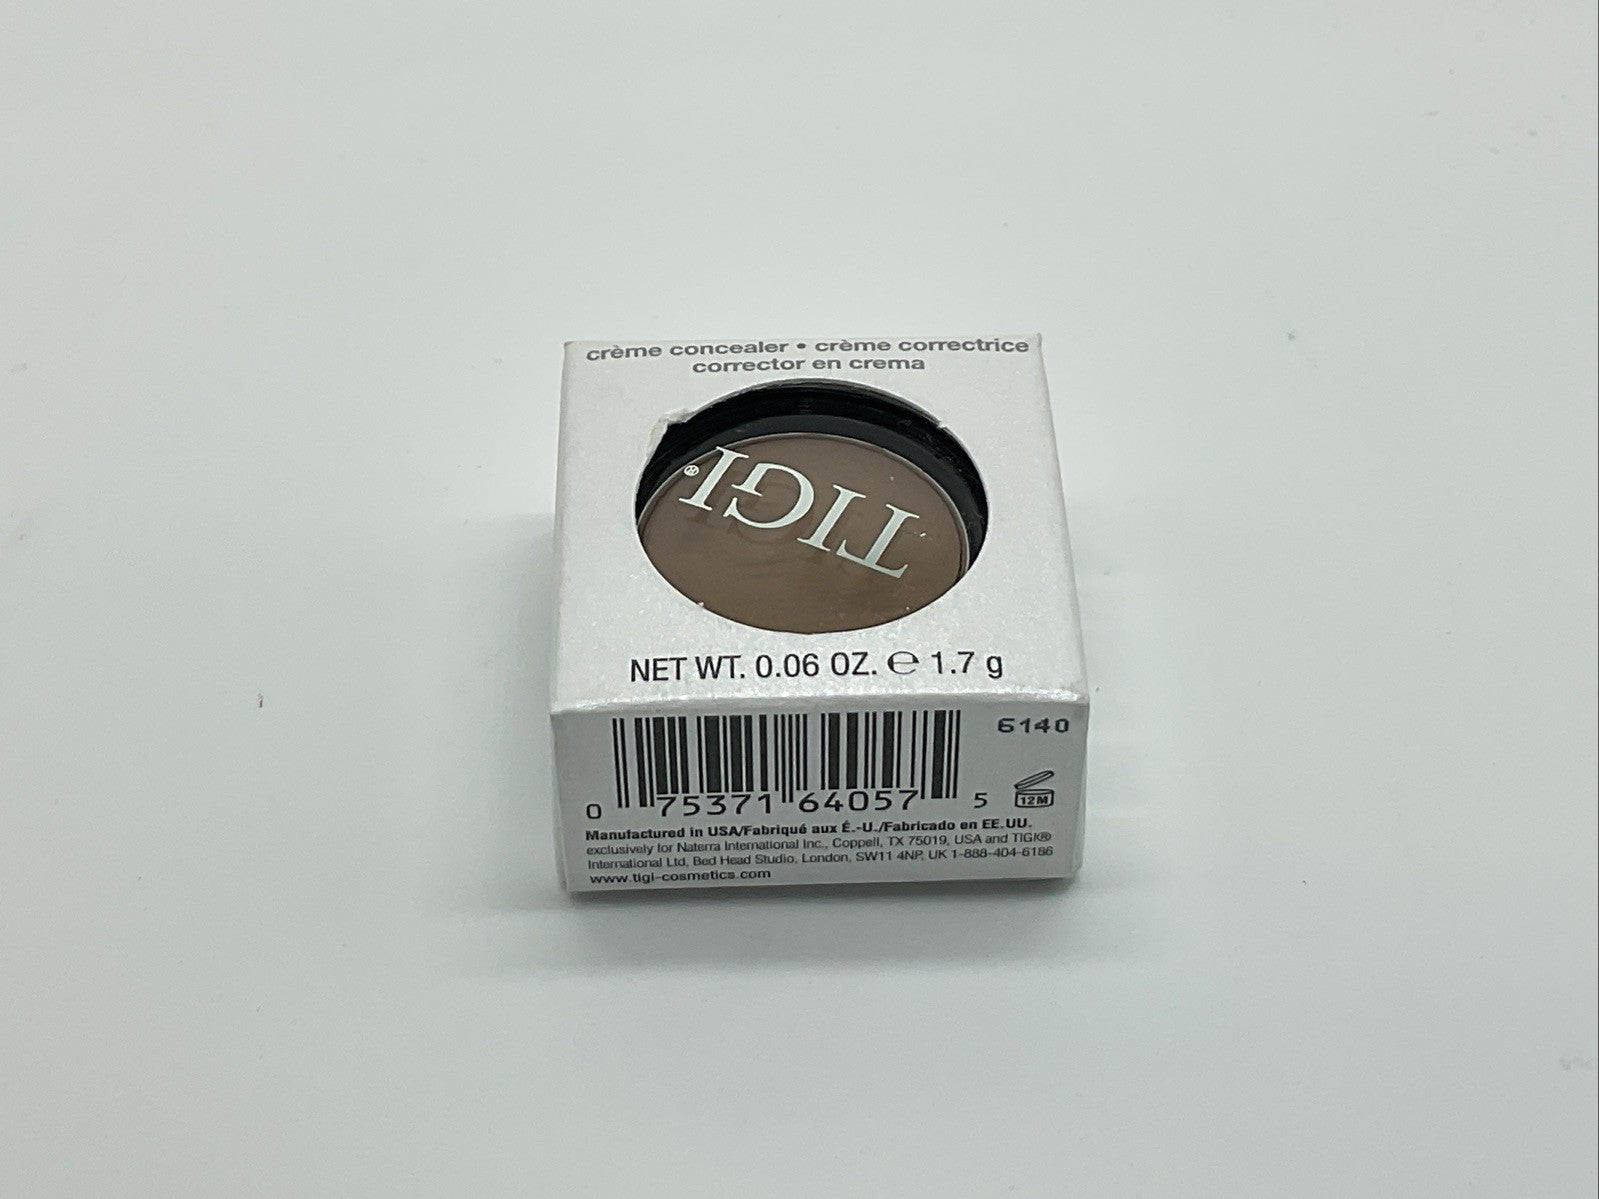 crème concealer • crème correctrice
corrector en crema
TIGI®
NET WT. 0.06 OZ. ℮ 1.7 g
6140
12M
0 75371 64057 5
Manufactured in USA/Fabriqué aux É.-U./Fabricado en EE.UU.
exclusively for Naterra International Inc., Coppell, TX 75019, USA and TIGI®
International Ltd, Bed Head Studio, London, SW11 4NP, UK 1-888-404-6186
www.tigi-cosmetics.com